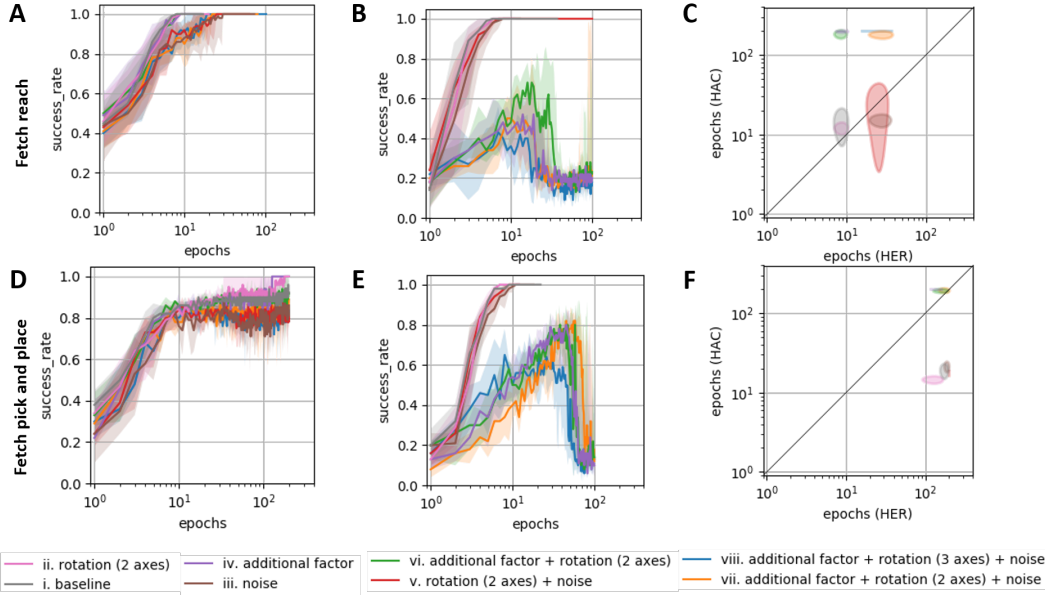 A
B
C
Fetch reach
success_rate
1.0
0.8
0.6
0.4
0.2
0.0
10^0
10^1
10^2
epochs
success_rate
1.0
0.8
0.6
0.4
0.2
0.0
10^0
10^1
10^2
epochs
epochs (HAC)
10^2
10^1
10^0
10^0
10^1
10^2
epochs (HER)
D
E
F
Fetch pick and place
success_rate
1.0
0.8
0.6
0.4
0.2
0.0
10^0
10^1
10^2
epochs
success_rate
1.0
0.8
0.6
0.4
0.2
0.0
10^0
10^1
10^2
epochs
epochs (HAC)
10^2
10^1
10^0
10^0
10^1
10^2
epochs (HER)
ii. rotation (2 axes)
i. baseline
iv. additional factor
iii. noise
vi. additional factor + rotation (2 axes)
v. rotation (2 axes) + noise
viii. additional factor + rotation (3 axes) + noise
vii. additional factor + rotation (2 axes) + noise